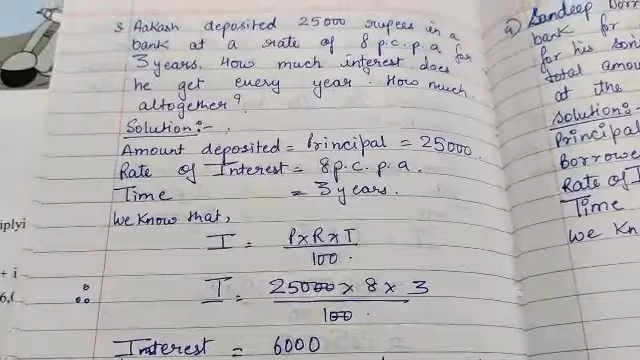 3 Aakash deposited 25000 rupees in a
bank at a rate of 8 p.c.p.a for
3 years. How much interest does
he get every year? How much
altogether?
Solution:-
Amount deposited = Principal = 25000.
Rate of Interest = 8 p.c.p.a.
Time = 3 years.
We know that,
I = P x R x T
100.
∴ I = 25000 x 8 x 3
100.
Interest = 6000
4) Sandeep
bank for
for his son
total amou
at the
Solution:-
Principal
borrowe
Rate of I
Time
We Kn
iplyi
+ i
6,(